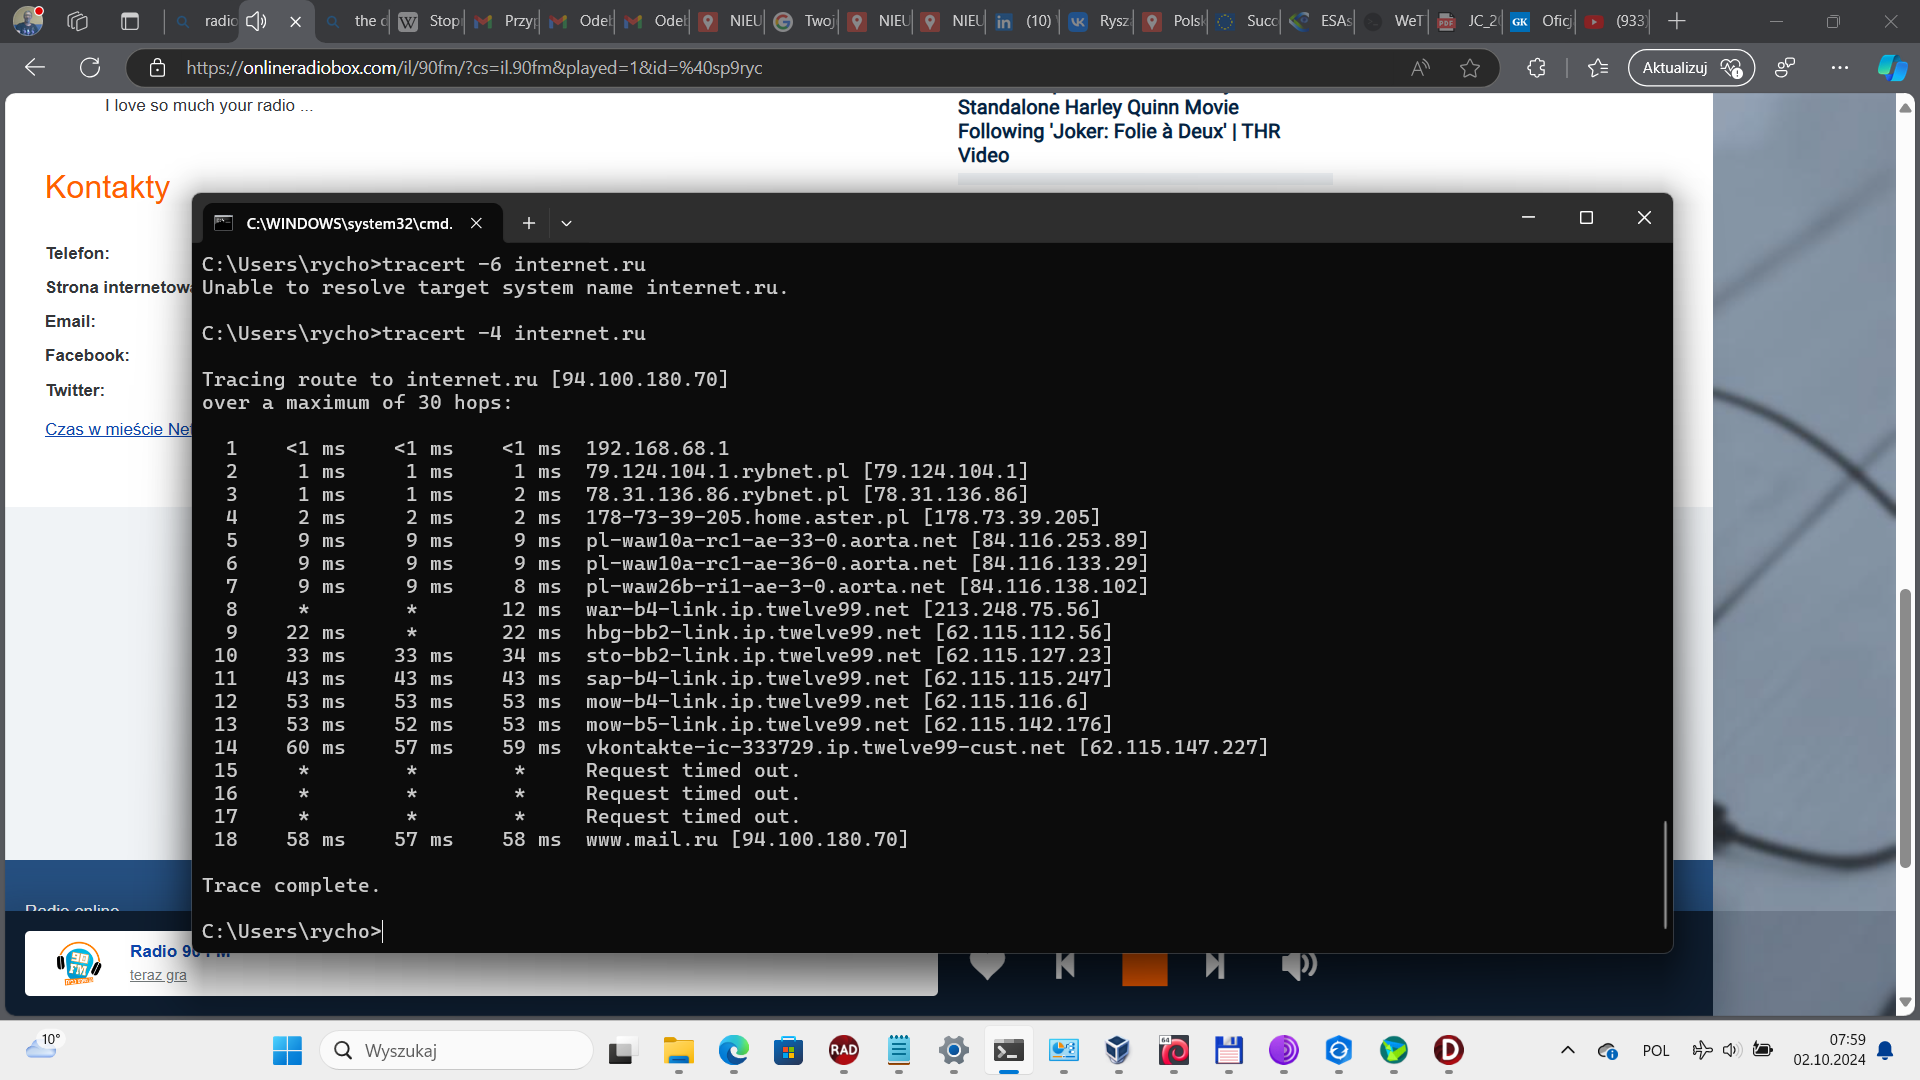 radio
the d
Stop
Przyp
Odeb
Odeb
NIEU
Twoj
NIEU
NIEU
(10)
Rysz
Polsk
Succ
ESAs
WeT
JC_2
Oficj
(933)
https://onlineradiobox.com/il/90fm/?cs=il.90fm&played=1&id=%40sp9ryc
Aktualizuj
I love so much your radio ...
Standalone Harley Quinn Movie
Following 'Joker: Folie à Deux' | THR
Video
Kontakty
Telefon:
Strona internetowa
Email:
Facebook:
Twitter:
Czas w mieście Net
C:\WINDOWS\system32\cmd.
C:\Users\rycho>tracert -6 internet.ru
Unable to resolve target system name internet.ru.
C:\Users\rycho>tracert -4 internet.ru
Tracing route to internet.ru [94.100.180.70]
over a maximum of 30 hops:
1 <1 ms <1 ms <1 ms 192.168.68.1
2 1 ms 1 ms 1 ms 79.124.104.1.rybnet.pl [79.124.104.1]
3 1 ms 1 ms 2 ms 78.31.136.86.rybnet.pl [78.31.136.86]
4 2 ms 2 ms 2 ms 178-73-39-205.home.aster.pl [178.73.39.205]
5 9 ms 9 ms 9 ms pl-waw10a-rc1-ae-33-0.aorta.net [84.116.253.89]
6 9 ms 9 ms 9 ms pl-waw10a-rc1-ae-36-0.aorta.net [84.116.133.29]
7 9 ms 9 ms 8 ms pl-waw26b-ri1-ae-3-0.aorta.net [84.116.138.102]
8 * * 12 ms war-b4-link.ip.twelve99.net [213.248.75.56]
9 22 ms * 22 ms hbg-bb2-link.ip.twelve99.net [62.115.112.56]
10 33 ms 33 ms 34 ms sto-bb2-link.ip.twelve99.net [62.115.127.23]
11 43 ms 43 ms 43 ms sap-b4-link.ip.twelve99.net [62.115.115.247]
12 53 ms 53 ms 53 ms mow-b4-link.ip.twelve99.net [62.115.116.6]
13 53 ms 52 ms 53 ms mow-b5-link.ip.twelve99.net [62.115.142.176]
14 60 ms 57 ms 59 ms vkontakte-ic-333729.ip.twelve99-cust.net [62.115.147.227]
15 * * * Request timed out.
16 * * * Request timed out.
17 * * * Request timed out.
18 58 ms 57 ms 58 ms www.mail.ru [94.100.180.70]
Trace complete.
C:\Users\rycho>
Radio online
90 FM
Radio 90 FM
teraz gra
10°
Wyszukaj
RAD
64
POL
07:59
02.10.2024